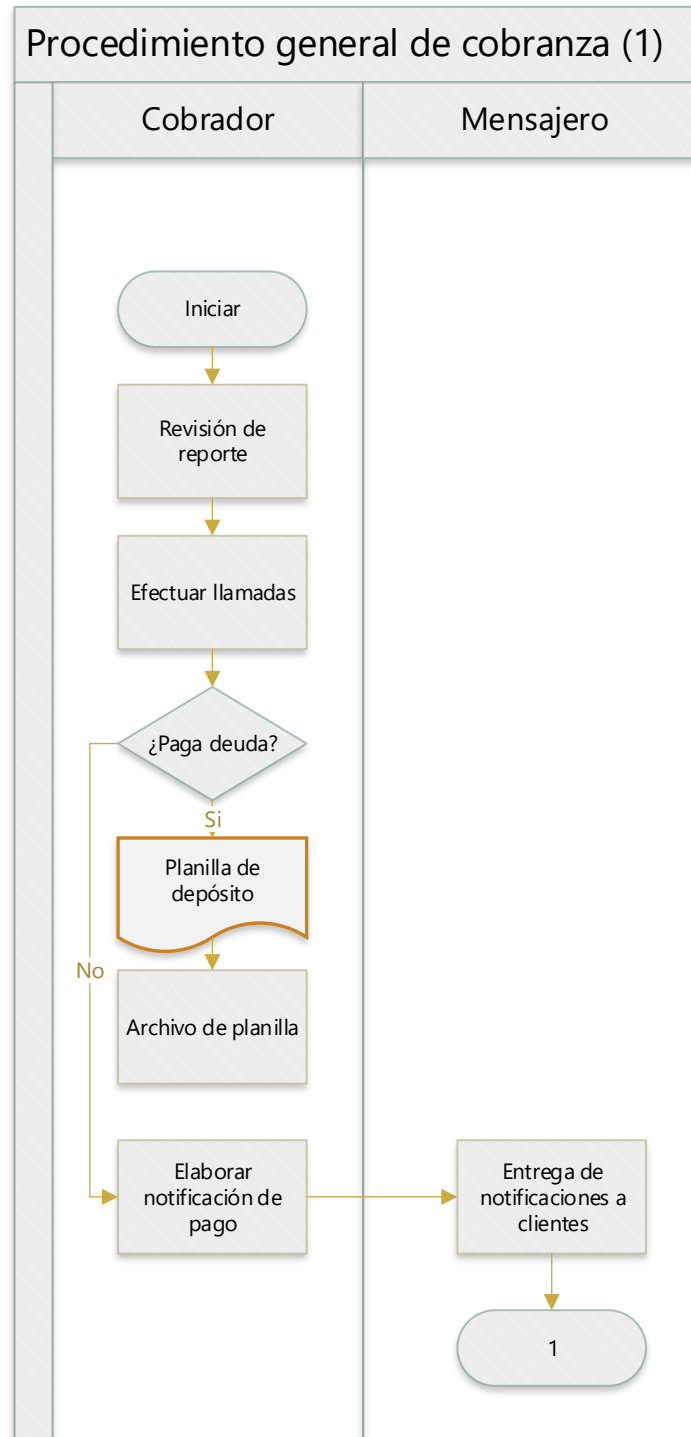 Procedimiento general de cobranza (1)
Cobrador
Mensajero
Iniciar
Revisión de
reporte
Efectuar llamadas
¿Paga deuda?
Si
Planilla de
depósito
No
Archivo de planilla
Elaborar
notificación de
pago
Entrega de
notificaciones a
clientes
1